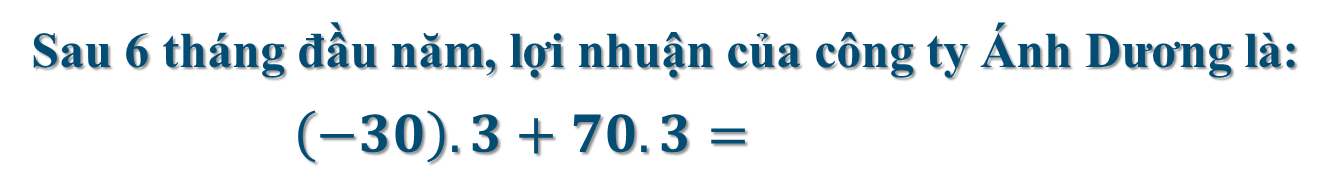 Sau 6 tháng đầu năm, lợi nhuận của công ty Ánh Dương là:
(−30). 3 + 70. 3 =